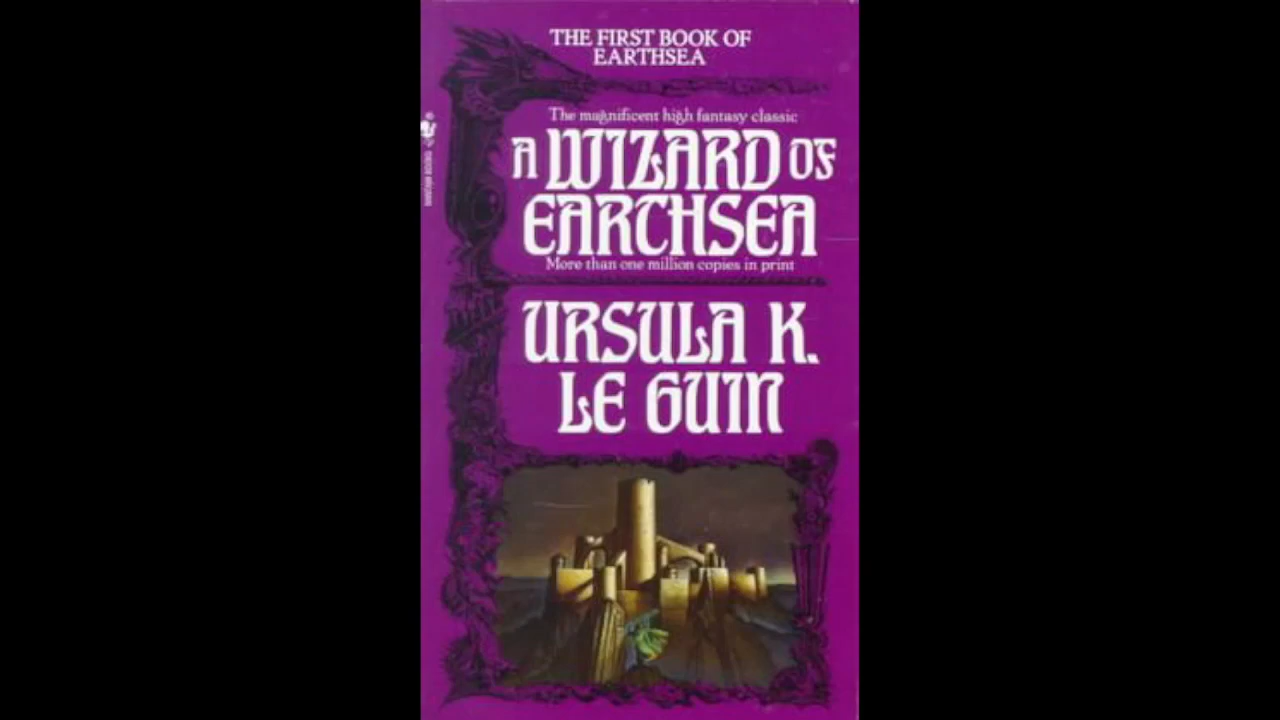 THE FIRST BOOK OF
EARTHSEA
The magnificent high fantasy classic
A WIZARD OF
EARTHSEA
More than one million copies in print
URSULA K.
LE GUIN